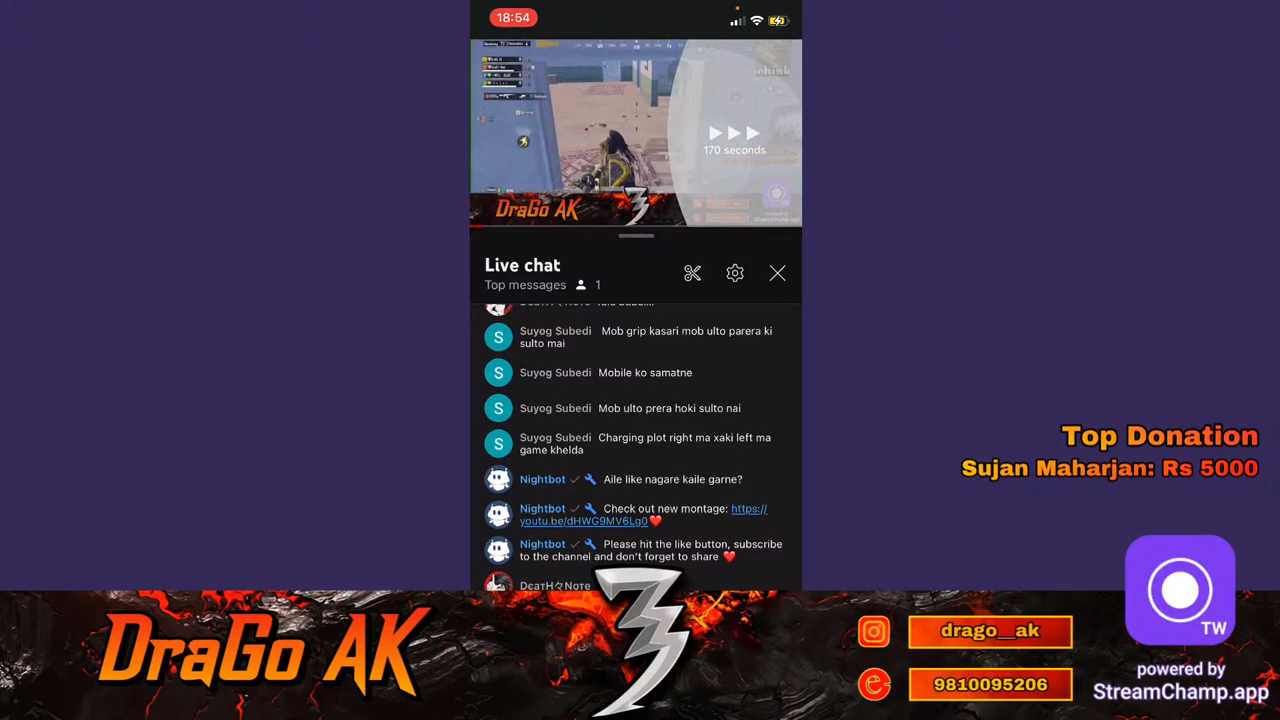 18:54
170 seconds
DraGo AK
Live chat
Top messages 1
Suyog Subedi Mob grip kasari mob ulto parera ki
sulto mai
Suyog Subedi Mobile ko samatne
Suyog Subedi Mob ulto prera hoki sulto nai
Suyog Subedi Charging plot right ma xaki left ma
game khelda
Nightbot Aile like nagare kaile garne?
Nightbot Check out new montage: https://
youtu.be/dHWG9MV6Lg0❤️
Nightbot Please hit the like button, subscribe
to the channel and don't forget to share ❤️
DєατH々Nοτє
Top Donation
Sujan Maharjan: Rs 5000
DraGo AK
drago__ak
9810095206
TW
powered by
StreamChamp.app